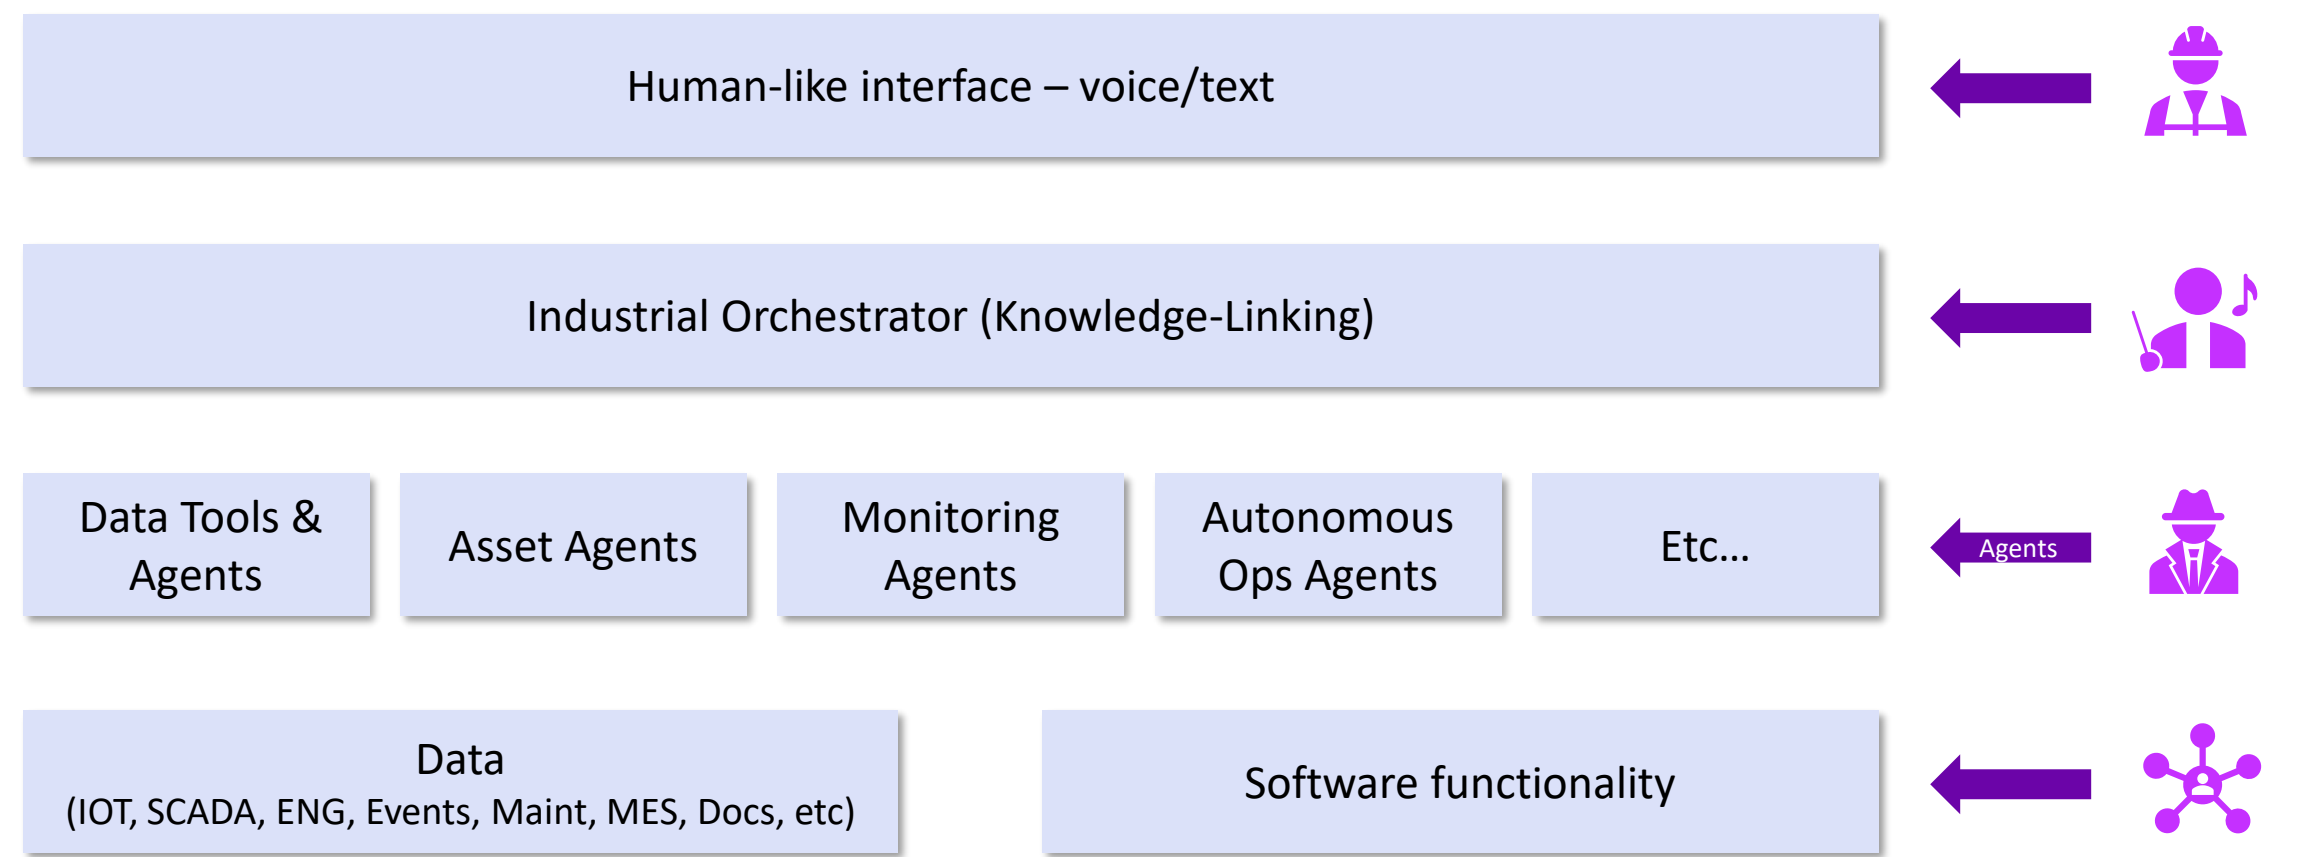 Human-like interface – voice/text
Industrial Orchestrator (Knowledge-Linking)
Data Tools &
Agents
Asset Agents
Monitoring
Agents
Autonomous
Ops Agents
Etc...
Agents
Data
(IOT, SCADA, ENG, Events, Maint, MES, Docs, etc)
Software functionality